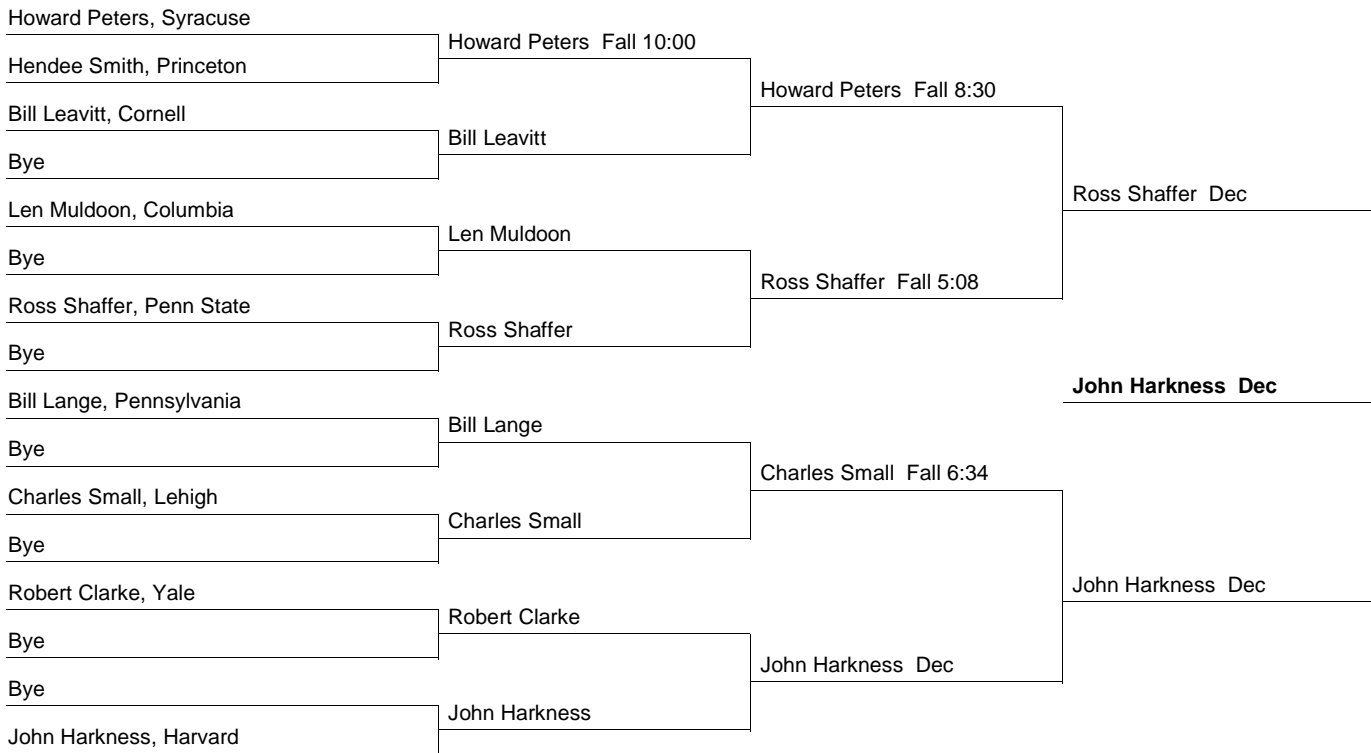 Howard Peters, Syracuse
Hendee Smith, Princeton
Bill Leavitt, Cornell
Bye
Len Muldoon, Columbia
Bye
Ross Shaffer, Penn State
Bye
Bill Lange, Pennsylvania
Bye
Charles Small, Lehigh
Bye
Robert Clarke, Yale
Bye
Bye
John Harkness, Harvard
Howard Peters Fall 10:00
Bill Leavitt
Len Muldoon
Ross Shaffer
Bill Lange
Charles Small
Robert Clarke
John Harkness
Howard Peters Fall 8:30
Ross Shaffer Fall 5:08
Charles Small Fall 6:34
John Harkness Dec
Ross Shaffer Dec
John Harkness Dec
John Harkness Dec